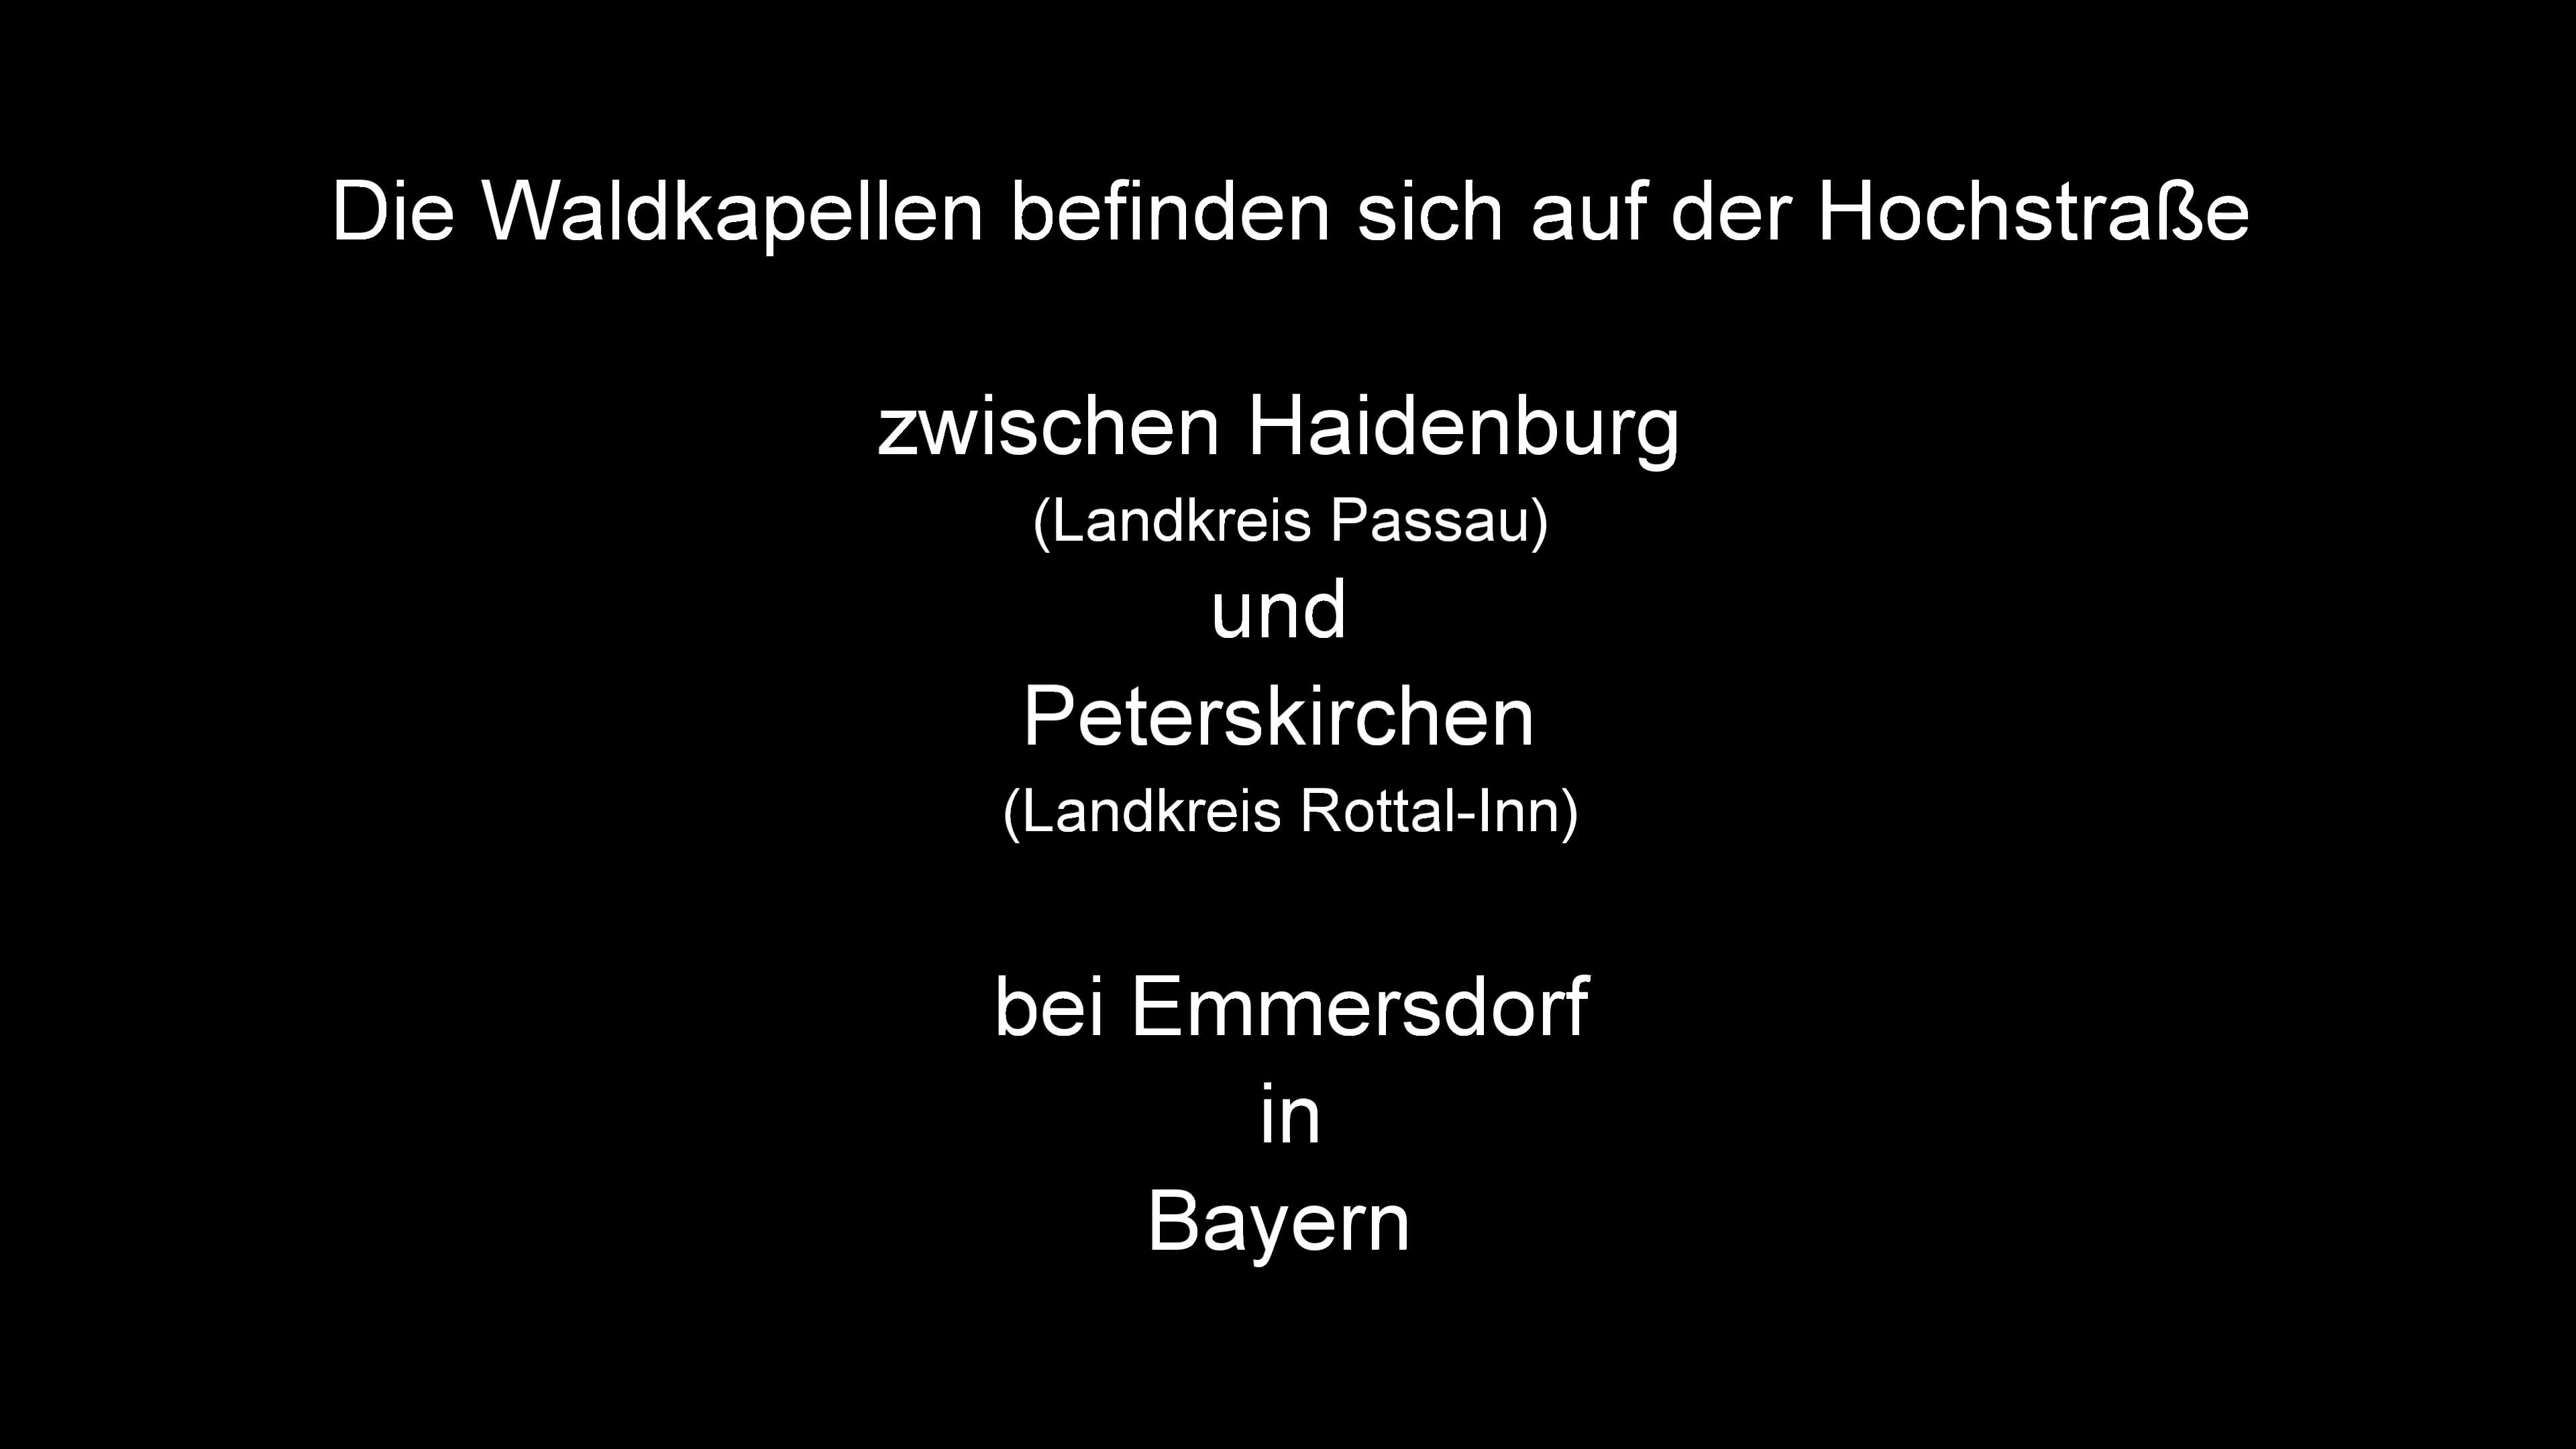 Die Waldkapellen befinden sich auf der Hochstraße
zwischen Haidenburg
(Landkreis Passau)
und
Peterskirchen
(Landkreis Rottal-Inn)
bei Emmersdorf
in
Bayern